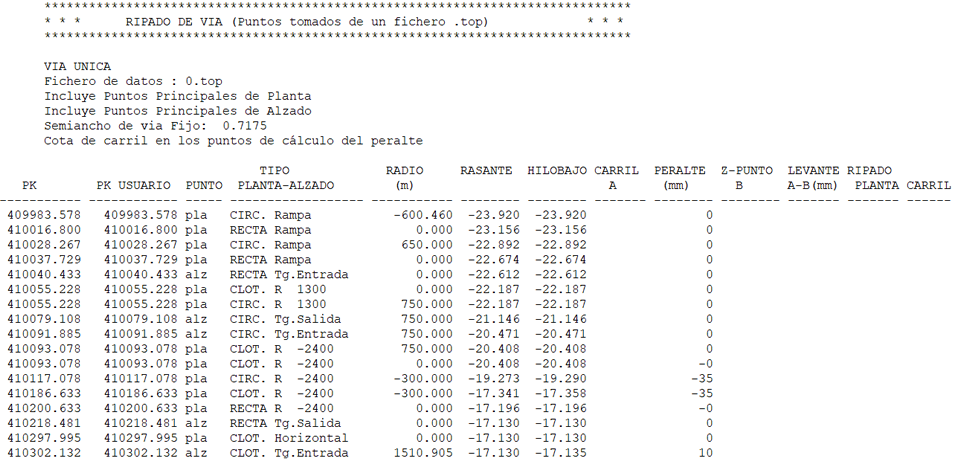 *******************************************************************************
* * *      RIPADO DE VIA (Puntos tomados de un fichero .top)             * * *
*******************************************************************************
VIA UNICA
Fichero de datos : 0.top
Incluye Puntos Principales de Planta
Incluye Puntos Principales de Alzado
Semiancho de via Fijo:  0.7175
Cota de carril en los puntos de cálculo del peralte
TIPO RADIO RASANTE HILOBAJO CARRIL PERALTE Z-PUNTO LEVANTE RIPADO
PK PK USUARIO PUNTO PLANTA-ALZADO (m) A (mm) B A-B(mm) PLANTA CARRIL
----------- ------------ ----- -------------- ----------- -------- -------- ------- -------- ------- ------- ------ ------
409983.578 409983.578 pla CIRC. Rampa -600.460 -23.920 -23.920 0
410016.800 410016.800 pla RECTA Rampa 0.000 -23.156 -23.156 0
410028.267 410028.267 pla CIRC. Rampa 650.000 -22.892 -22.892 0
410037.729 410037.729 pla RECTA Rampa 0.000 -22.674 -22.674 0
410040.433 410040.433 alz RECTA Tg.Entrada 0.000 -22.612 -22.612 0
410055.228 410055.228 pla CLOT. R 1300 0.000 -22.187 -22.187 0
410055.228 410055.228 pla CIRC. R 1300 750.000 -22.187 -22.187 0
410079.108 410079.108 alz CIRC. Tg.Salida 750.000 -21.146 -21.146 0
410091.885 410091.885 alz CIRC. Tg.Entrada 750.000 -20.471 -20.471 0
410093.078 410093.078 pla CLOT. R -2400 750.000 -20.408 -20.408 0
410093.078 410093.078 pla CLOT. R -2400 0.000 -20.408 -20.408 -0
410117.078 410117.078 pla CIRC. R -2400 -300.000 -19.273 -19.290 -35
410186.633 410186.633 pla CLOT. R -2400 -300.000 -17.341 -17.358 -35
410200.633 410200.633 pla RECTA R -2400 0.000 -17.196 -17.196 -0
410218.481 410218.481 alz RECTA Tg.Salida 0.000 -17.130 -17.130 0
410297.995 410297.995 pla CLOT. Horizontal 0.000 -17.130 -17.130 0
410302.132 410302.132 alz CLOT. Tg.Entrada 1510.905 -17.130 -17.135 10